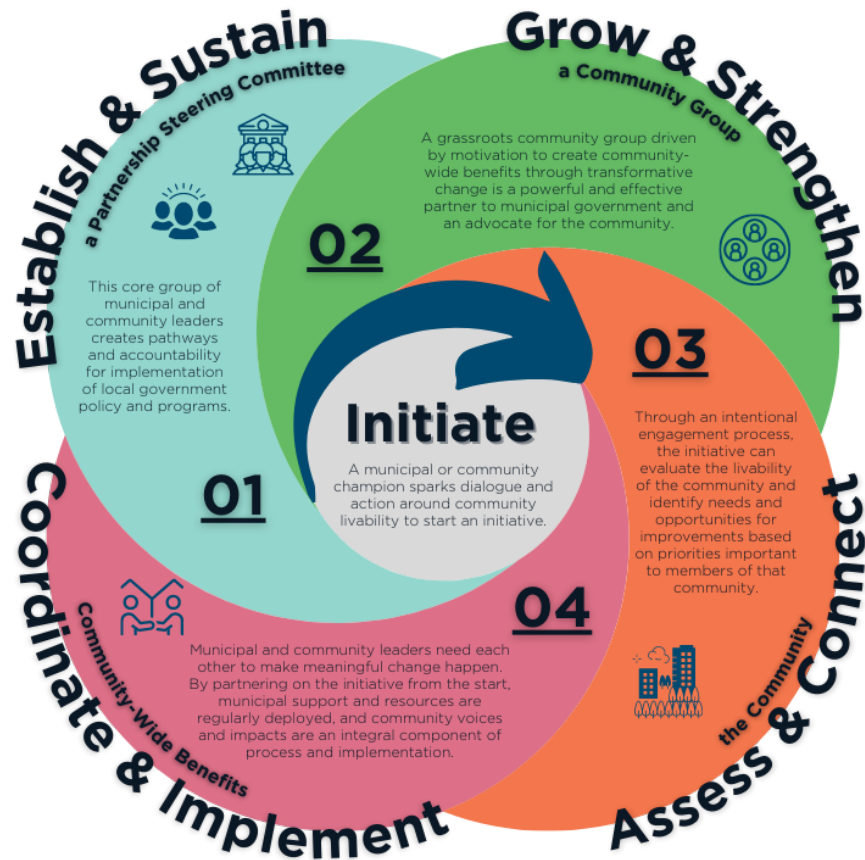 Establish & Sustain
a Partnership Steering Committee
This core group of
municipal and
community leaders
creates pathways
and accountability
for implementation
of local government
policy and programs.
01
Grow & Strengthen
a Community Group
A grassroots community group driven
by motivation to create community-
wide benefits through transformative
change is a powerful and effective
partner to municipal government and
an advocate for the community.
02
03
Through an intentional
engagement process,
the initiative can
evaluate the livability
of the community and
identify needs and
opportunities for
improvements based
on priorities important
to members of that
community.
Assess & Connect
the Community
Initiate
A municipal or community
champion sparks dialogue and
action around community
livability to start an initiative.
04
Municipal and community leaders need each
other to make meaningful change happen.
By partnering on the initiative from the start,
municipal support and resources are
regularly deployed, and community voices
and impacts are an integral component of
process and implementation.
Coordinate & Implement
Community-Wide Benefits